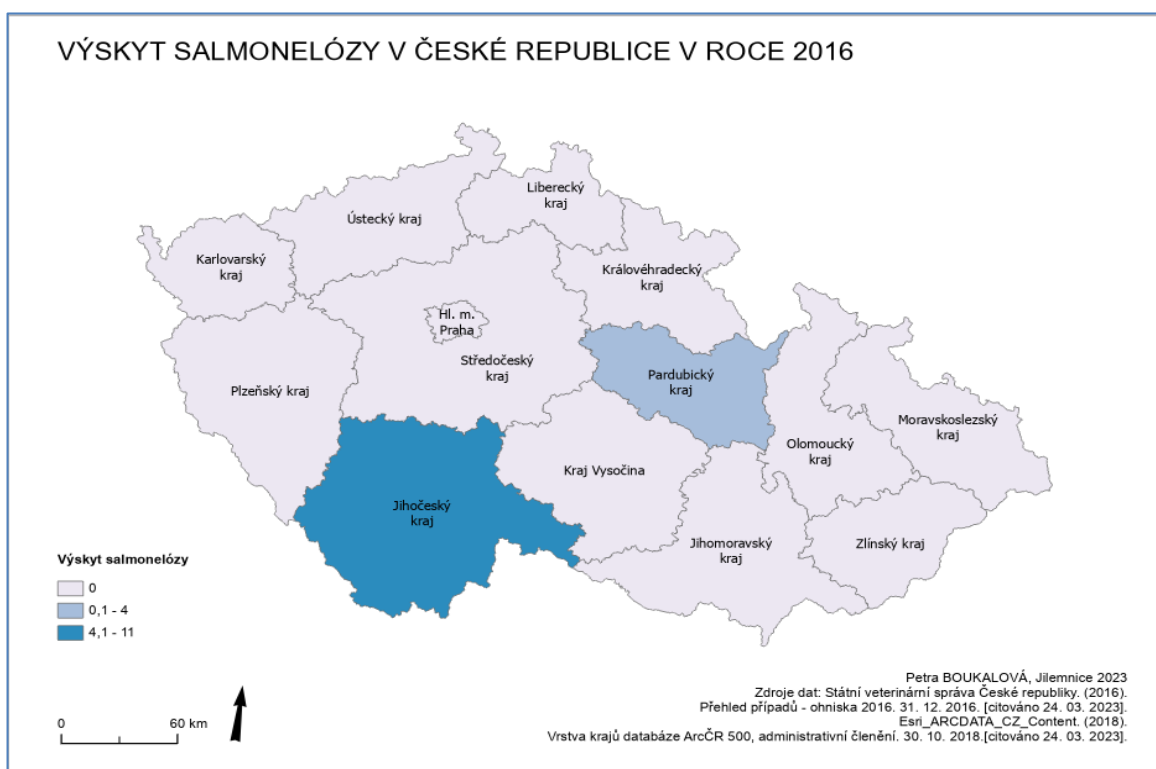 VÝSKYT SALMONELÓZY V ČESKÉ REPUBLICE V ROCE 2016
Liberecký
kraj
Ústecký kraj
Karlovarský
kraj
Královéhradecký
kraj
Hl. m.
Praha
Středočeský
kraj
Pardubický
kraj
Plzeňský kraj
Moravskoslezský
kraj
Olomoucký
kraj
Kraj Vysočina
Jihočeský
kraj
Jihomoravský
kraj
Zlínský kraj
Výskyt salmonelózy
0
0,1 - 4
4,1 - 11
0 60 km
Petra BOUKALOVÁ, Jilemnice 2023
Zdroje dat: Státní veterinární správa České republiky. (2016).
Přehled případů - ohniska 2016. 31. 12. 2016. [citováno 24. 03. 2023].
Esri_ARCDATA_CZ_Content. (2018).
Vrstva krajů databáze ArcČR 500, administrativní členění. 30. 10. 2018.[citováno 24. 03. 2023].